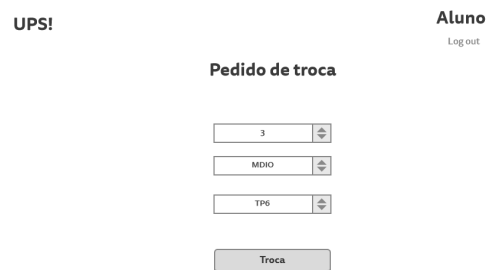 UPS!
Aluno
Log out
Pedido de troca
3
MDIO
TP6
Troca